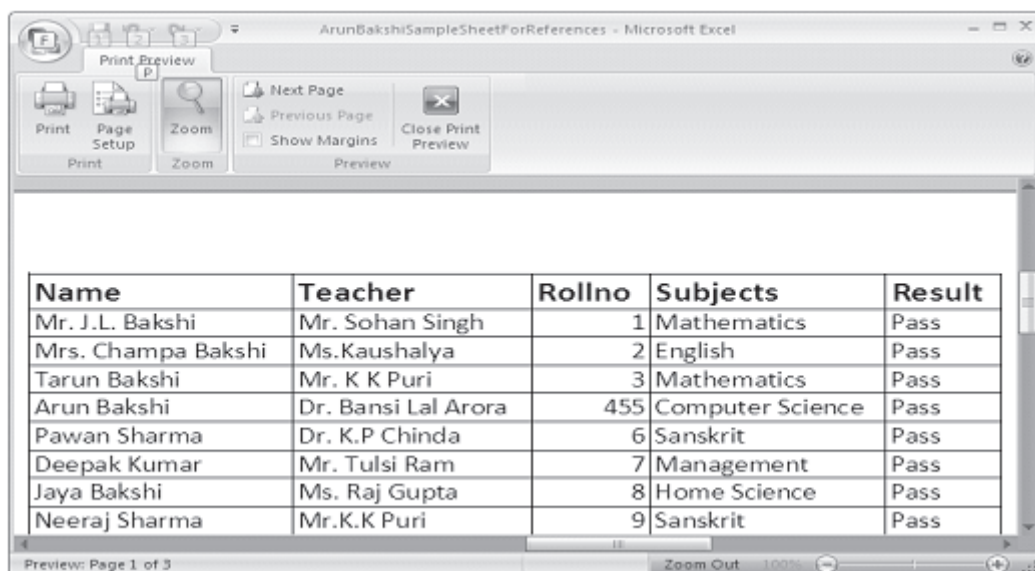 ArunBakshiSampleSheetForReferences - Microsoft Excel
1 2 3
Print Preview
P
F
Print
Page Setup
Zoom
Next Page
Previous Page
Show Margins
Close Print Preview
Print Zoom Preview
Name Teacher Rollno Subjects Result
Mr. J.L. Bakshi Mr. Sohan Singh 1 Mathematics Pass
Mrs. Champa Bakshi Ms.Kaushalya 2 English Pass
Tarun Bakshi Mr. K K Puri 3 Mathematics Pass
Arun Bakshi Dr. Bansi Lal Arora 455 Computer Science Pass
Pawan Sharma Dr. K.P Chinda 6 Sanskrit Pass
Deepak Kumar Mr. Tulsi Ram 7 Management Pass
Jaya Bakshi Ms. Raj Gupta 8 Home Science Pass
Neeraj Sharma Mr.K.K Puri 9 Sanskrit Pass
Preview: Page 1 of 3 Zoom Out 100%